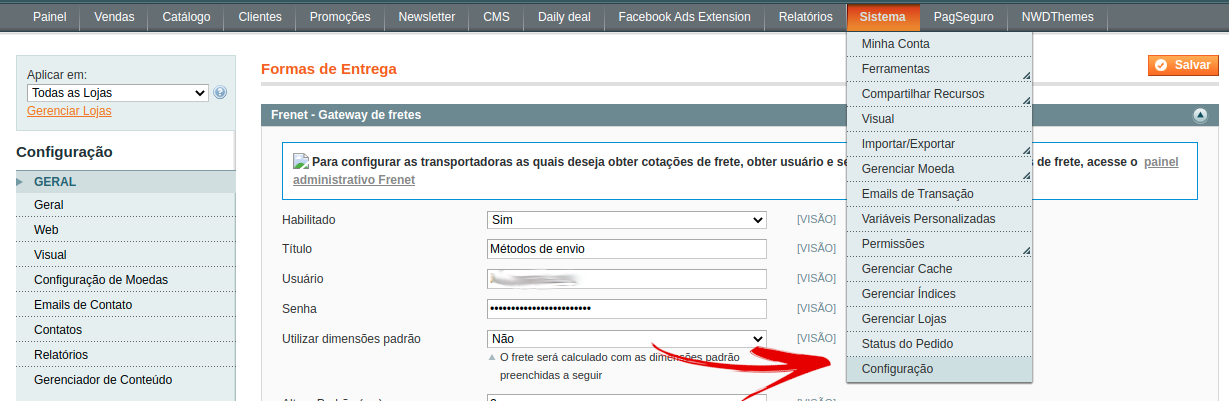 Painel Vendas Catálogo Clientes Promoções Newsletter CMS Daily deal Facebook Ads Extension Relatórios Sistema PagSeguro NWDThemes
Minha Conta
Ferramentas
Compartilhar Recursos
Visual
Importar/Exportar
Gerenciar Moeda
Emails de Transação
Variáveis Personalizadas
Permissões
Gerenciar Cache
Gerenciar Índices
Gerenciar Lojas
Status do Pedido
Configuração
Aplicar em:
Todas as Lojas
Gerenciar Lojas
Configuração
GERAL
Geral
Web
Visual
Configuração de Moedas
Emails de Contato
Contatos
Relatórios
Gerenciador de Conteúdo
Formas de Entrega
Salvar
Frenet - Gateway de fretes
Para configurar as transportadoras as quais deseja obter cotações de frete, obter usuário e se s de frete, acesse o painel
administrativo Frenet
Habilitado Sim [VISÃO]
Título Métodos de envio [VISÃO]
Usuário [VISÃO]
Senha •••••••••••••••••••••••• [VISÃO]
Utilizar dimensões padrão Não [VISÃO]
O frete será calculado com as dimensões padrão
preenchidas a seguir